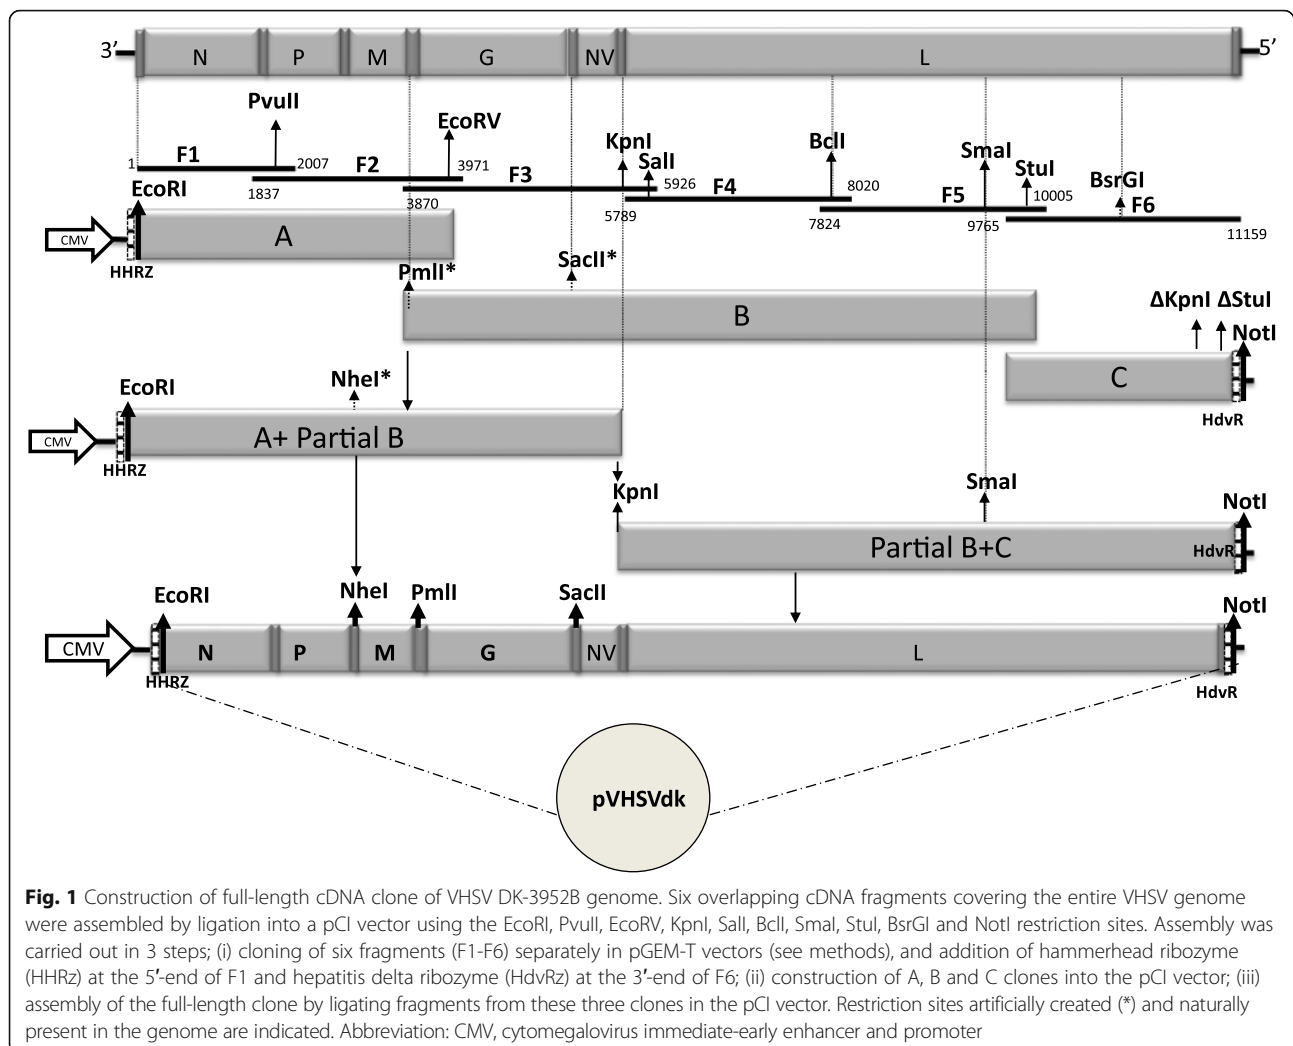 3’ N P M G NV L 5’
PvuII
EcoRV
KpnI BclI SmaI
SalI StuI
BsrGI
1 F1 2007 F2 3971 F3 5926 F4 8020 F5 10005 F6
EcoRI 1837 3870 5789 7824 9765 11159
CMV A
HHRZ
PmlI* SacII*
B
ΔKpnI ΔStuI
NotI
C
HdvR
NheI*
EcoRI
CMV A+ Partial B
HHRZ
KpnI SmaI NotI
Partial B+C HdvR
EcoRI NheI PmlI SacII NotI
CMV N P M G NV L
HHRZ HdvR
pVHSVdk
Fig. 1 Construction of full-length cDNA clone of VHSV DK-3952B genome. Six overlapping cDNA fragments covering the entire VHSV genome
were assembled by ligation into a pCI vector using the EcoRI, PvuII, EcoRV, KpnI, SalI, BclI, SmaI, StuI, BsrGI and NotI restriction sites. Assembly was
carried out in 3 steps; (i) cloning of six fragments (F1-F6) separately in pGEM-T vectors (see methods), and addition of hammerhead ribozyme
(HHRz) at the 5′-end of F1 and hepatitis delta ribozyme (HdvRz) at the 3′-end of F6; (ii) construction of A, B and C clones into the pCI vector; (iii)
assembly of the full-length clone by ligating fragments from these three clones in the pCI vector. Restriction sites artificially created (*) and naturally
present in the genome are indicated. Abbreviation: CMV, cytomegalovirus immediate-early enhancer and promoter